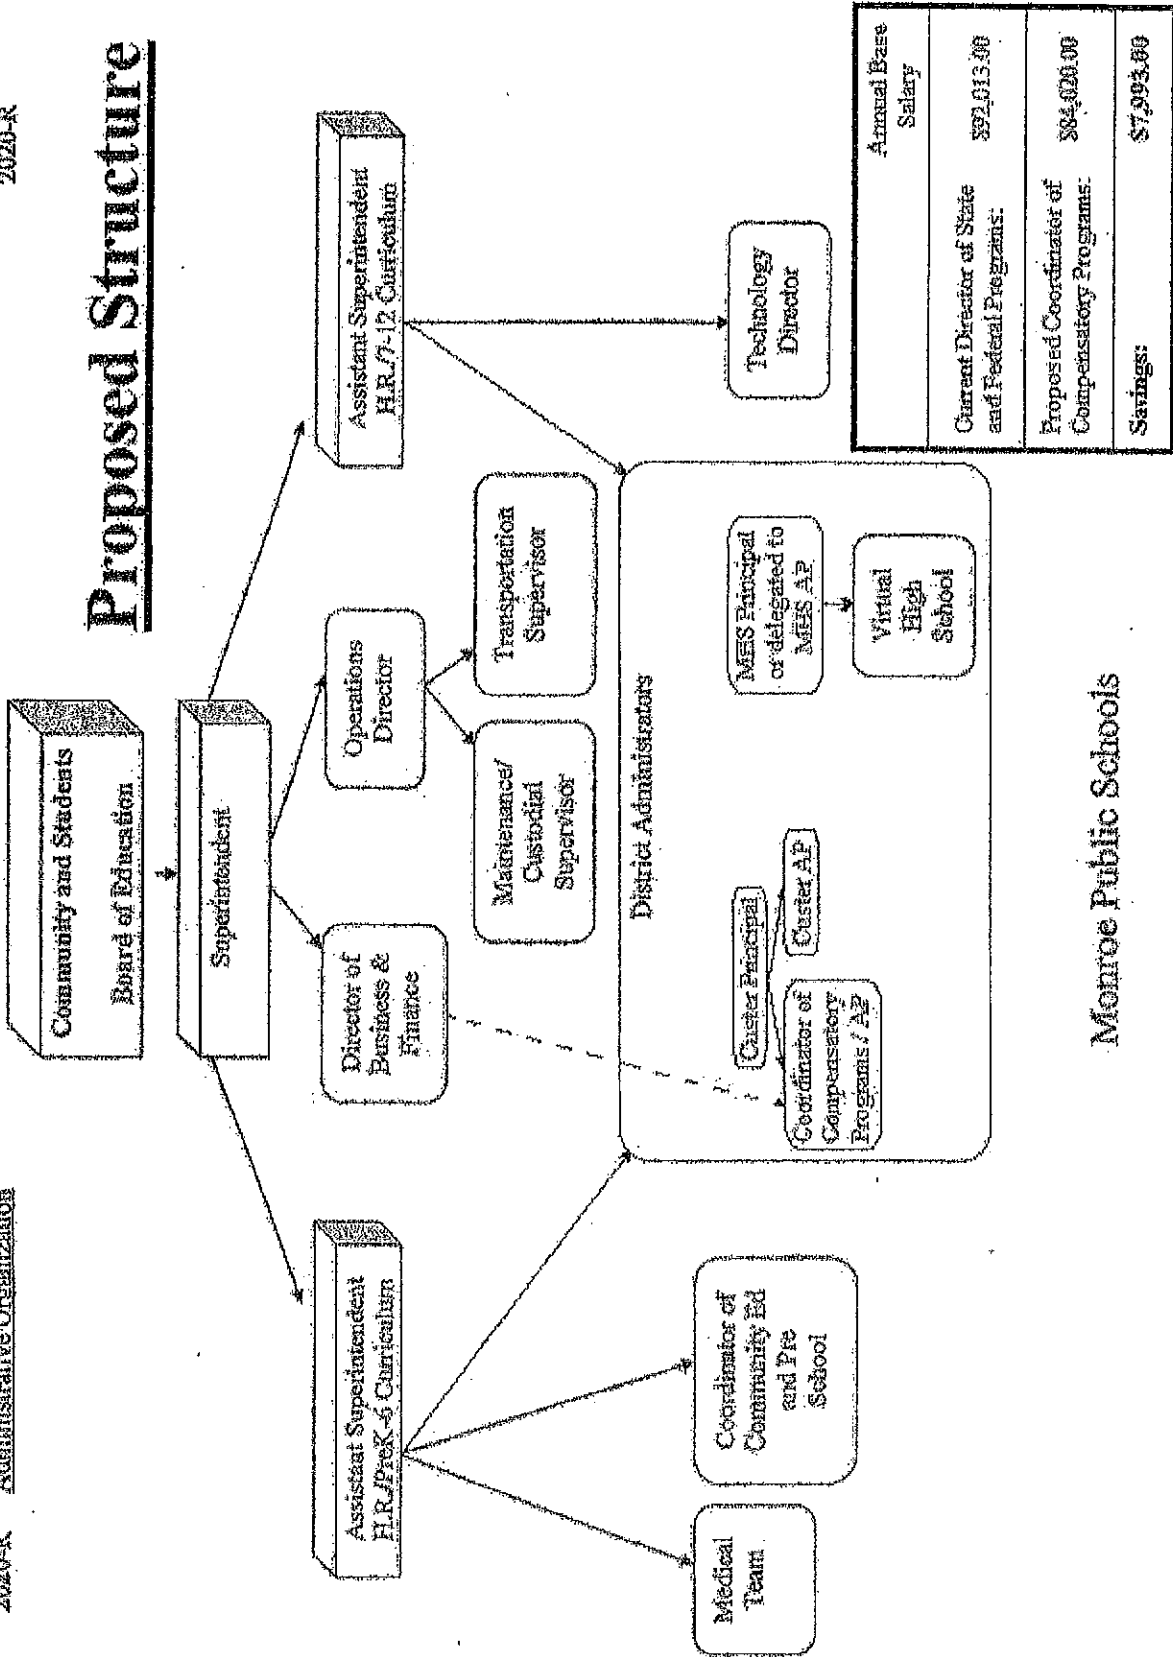 2020-R Administrative Organization 2020-R
Proposed Structure
Community and Students
Board of Education
Superintendent
Assistant Superintendent
H.R./PreK-6 Curriculum
Director of
Business &
Finance
Operations
Director
Assistant Superintendent
H.R./7-12 Curriculum
Maintenance/
Custodial
Supervisor
Transportation
Supervisor
Medical
Team
Coordinator of
Community Ed
and Pre
School
District Administrators
Custer Principal
Coordinator of
Compensatory
Programs / AP
Custer AP
MHS Principal
or delegated to
MHS AP
Virtual
High
School
Technology
Director
Annual Base
Salary
Current Director of State
and Federal Programs: $92,013.00
Proposed Coordinator of
Compensatory Programs: $84,020.00
Savings: $7,993.00
Monroe Public Schools